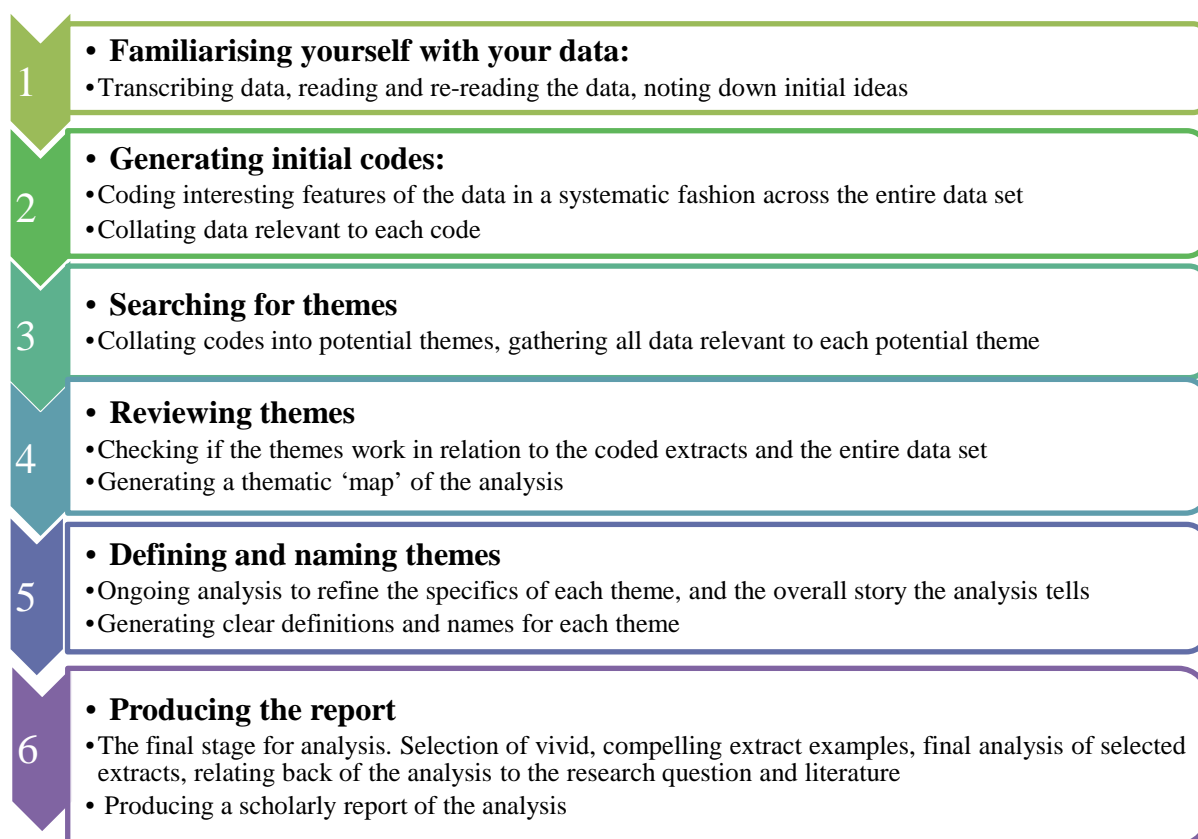 1
• Familiarising yourself with your data:
•Transcribing data, reading and re-reading the data, noting down initial ideas
2
• Generating initial codes:
•Coding interesting features of the data in a systematic fashion across the entire data set
•Collating data relevant to each code
3
• Searching for themes
•Collating codes into potential themes, gathering all data relevant to each potential theme
4
• Reviewing themes
•Checking if the themes work in relation to the coded extracts and the entire data set
•Generating a thematic ‘map’ of the analysis
5
• Defining and naming themes
•Ongoing analysis to refine the specifics of each theme, and the overall story the analysis tells
•Generating clear definitions and names for each theme
6
• Producing the report
•The final stage for analysis. Selection of vivid, compelling extract examples, final analysis of selected
extracts, relating back of the analysis to the research question and literature
• Producing a scholarly report of the analysis